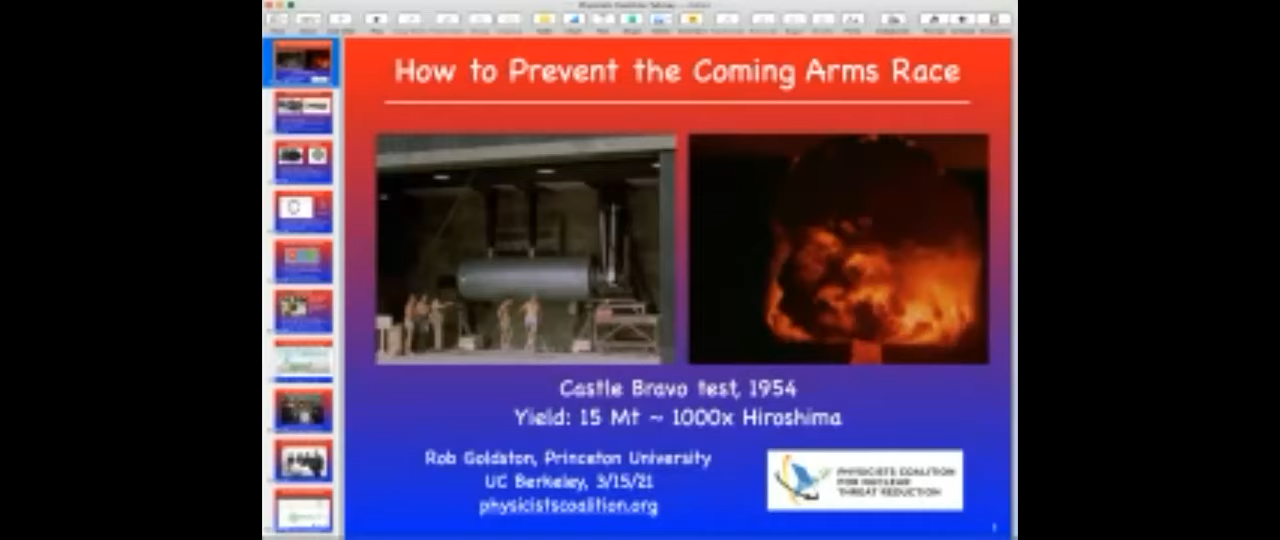 How to Prevent the Coming Arms Race
Castle Bravo test, 1954
Yield: 15 Mt ~ 1000x Hiroshima
Rob Goldston, Princeton University
UC Berkeley, 3/15/21
physicistscoalition.org
PHYSICISTS COALITION
FOR NUCLEAR
THREAT REDUCTION
1